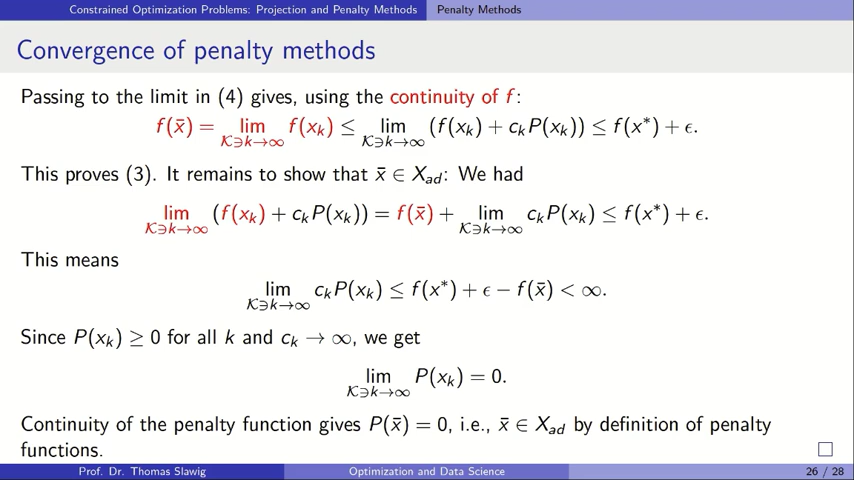 Constrained Optimization Problems: Projection and Penalty Methods Penalty Methods
Convergence of penalty methods
Passing to the limit in (4) gives, using the continuity of f:
f(x̄) = lim_{𝒦∋k→∞} f(x_k) ≤ lim_{𝒦∋k→∞} (f(x_k) + c_k P(x_k)) ≤ f(x*) + ϵ.
This proves (3). It remains to show that x̄ ∈ X_ad: We had
lim_{𝒦∋k→∞} (f(x_k) + c_k P(x_k)) = f(x̄) + lim_{𝒦∋k→∞} c_k P(x_k) ≤ f(x*) + ϵ.
This means
lim_{𝒦∋k→∞} c_k P(x_k) ≤ f(x*) + ϵ − f(x̄) < ∞.
Since P(x_k) ≥ 0 for all k and c_k → ∞, we get
lim_{𝒦∋k→∞} P(x_k) = 0.
Continuity of the penalty function gives P(x̄) = 0, i.e., x̄ ∈ X_ad by definition of penalty
functions. □
Prof. Dr. Thomas Slawig Optimization and Data Science 26 / 28